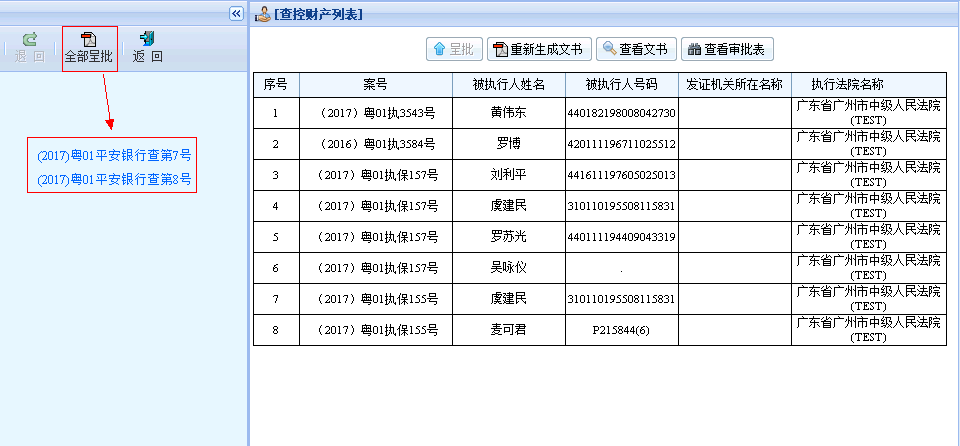 «
[查控财产列表]
退 回
全部呈批
返 回
(2017)粤01平安银行查第7号
(2017)粤01平安银行查第8号
呈批 重新生成文书 查看文书 查看审批表
序号 案号 被执行人姓名 被执行人号码 发证机关所在名称 执行法院名称
1 （2017）粤01执3543号 黄伟东 440182198008042730 广东省广州市中级人民法院
(TEST)
2 （2016）粤01执3584号 罗博 420111196711025512 广东省广州市中级人民法院
(TEST)
3 （2017）粤01执保157号 刘利平 441611197605025013 广东省广州市中级人民法院
(TEST)
4 （2017）粤01执保157号 虞建民 310110195508115831 广东省广州市中级人民法院
(TEST)
5 （2017）粤01执保157号 罗苏光 440111194409043319 广东省广州市中级人民法院
(TEST)
6 （2017）粤01执保157号 吴咏仪 . 广东省广州市中级人民法院
(TEST)
7 （2017）粤01执保155号 虞建民 310110195508115831 广东省广州市中级人民法院
(TEST)
8 （2017）粤01执保155号 麦可君 P215844(6) 广东省广州市中级人民法院
(TEST)